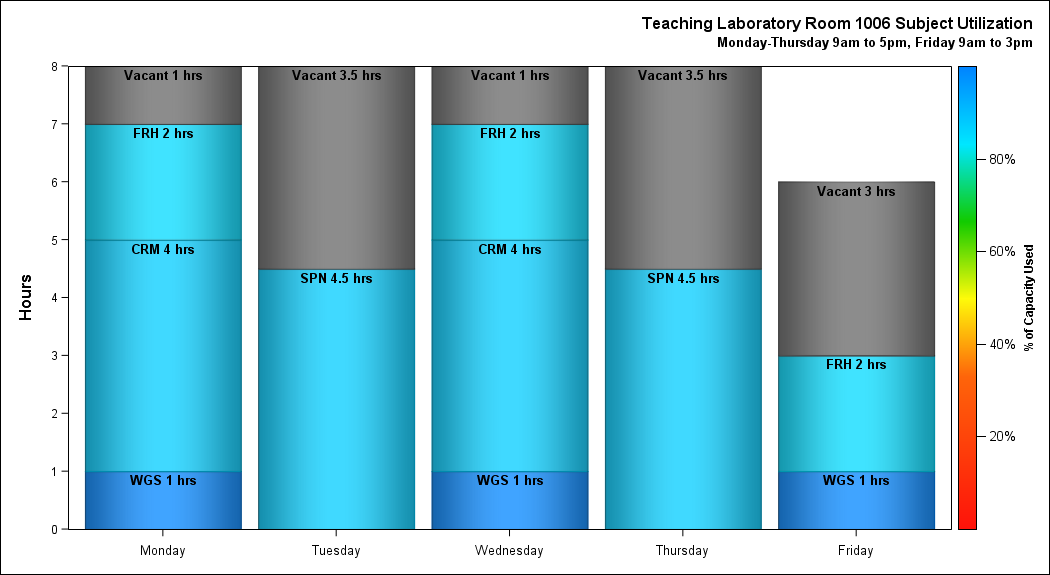 Teaching Laboratory Room 1006 Subject Utilization
Monday-Thursday 9am to 5pm, Friday 9am to 3pm
Hours
8
7
6
5
4
3
2
1
0
Vacant 1 hrs
FRH 2 hrs
CRM 4 hrs
WGS 1 hrs
Vacant 3.5 hrs
SPN 4.5 hrs
Vacant 1 hrs
FRH 2 hrs
CRM 4 hrs
WGS 1 hrs
Vacant 3.5 hrs
SPN 4.5 hrs
Vacant 3 hrs
FRH 2 hrs
WGS 1 hrs
Monday
Tuesday
Wednesday
Thursday
Friday
80%
60%
40%
20%
% of Capacity Used